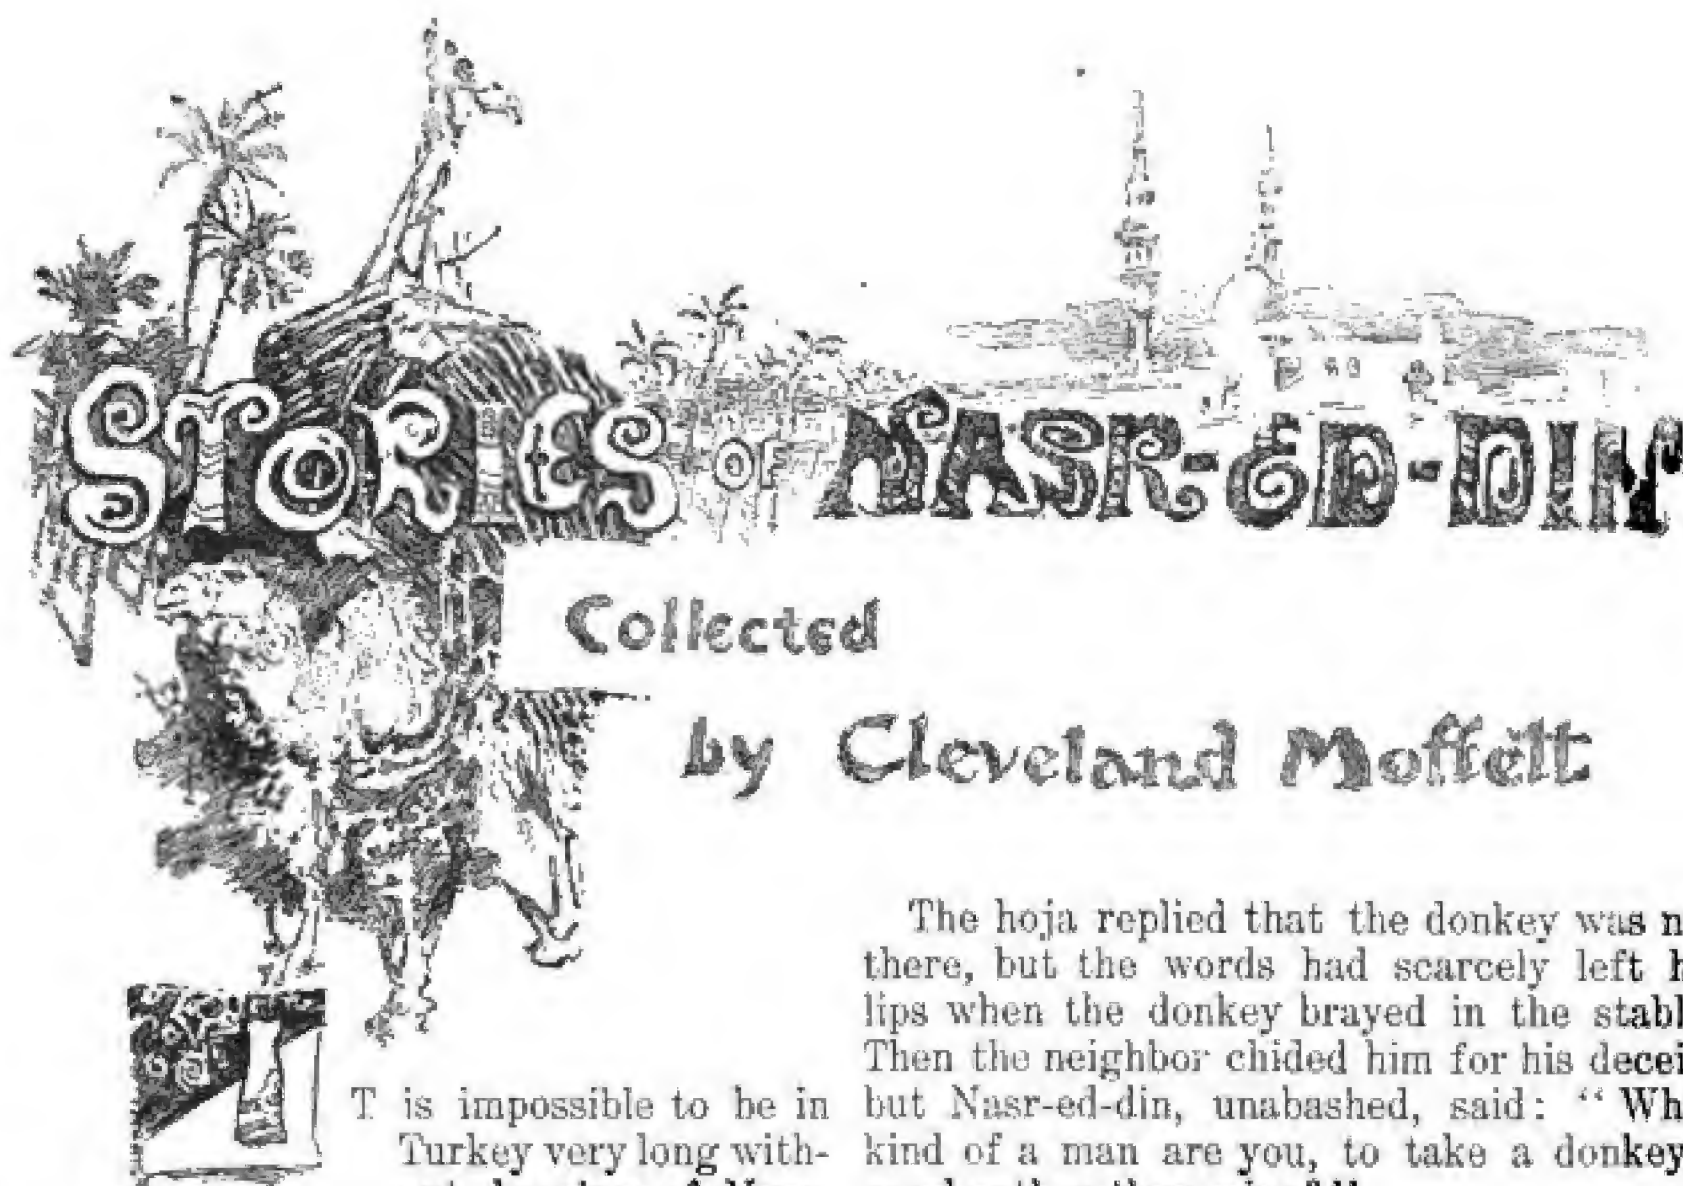 STORIES OF NASR-ED-DIN
Collected
by Cleveland Moffett
IT is impossible to be in
Turkey very long with-
The hoja replied that the donkey was
there, but the words had scarcely left
lips when the donkey brayed in the
Then the neighbor chided him for his
but Nasr-ed-din, unabashed, said: “
kind of a man are you, to take a donkey